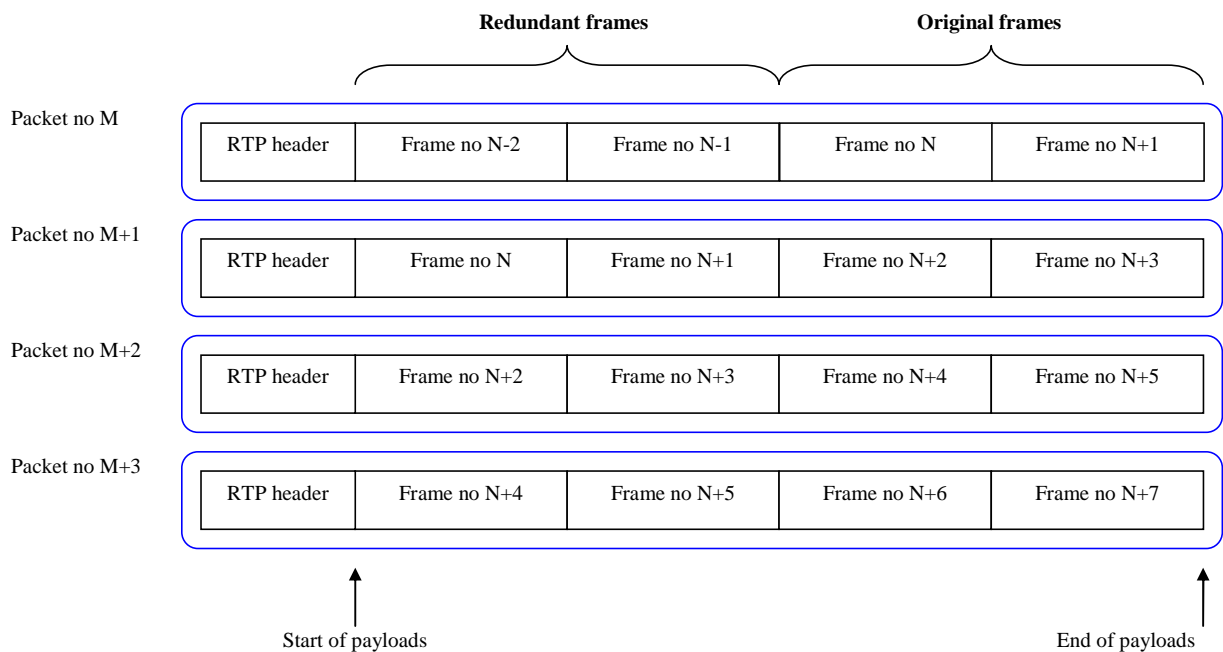 Redundant frames Original frames
Packet no M
RTP header Frame no N-2 Frame no N-1 Frame no N Frame no N+1
Packet no M+1
RTP header Frame no N Frame no N+1 Frame no N+2 Frame no N+3
Packet no M+2
RTP header Frame no N+2 Frame no N+3 Frame no N+4 Frame no N+5
Packet no M+3
RTP header Frame no N+4 Frame no N+5 Frame no N+6 Frame no N+7
Start of payloads End of payloads